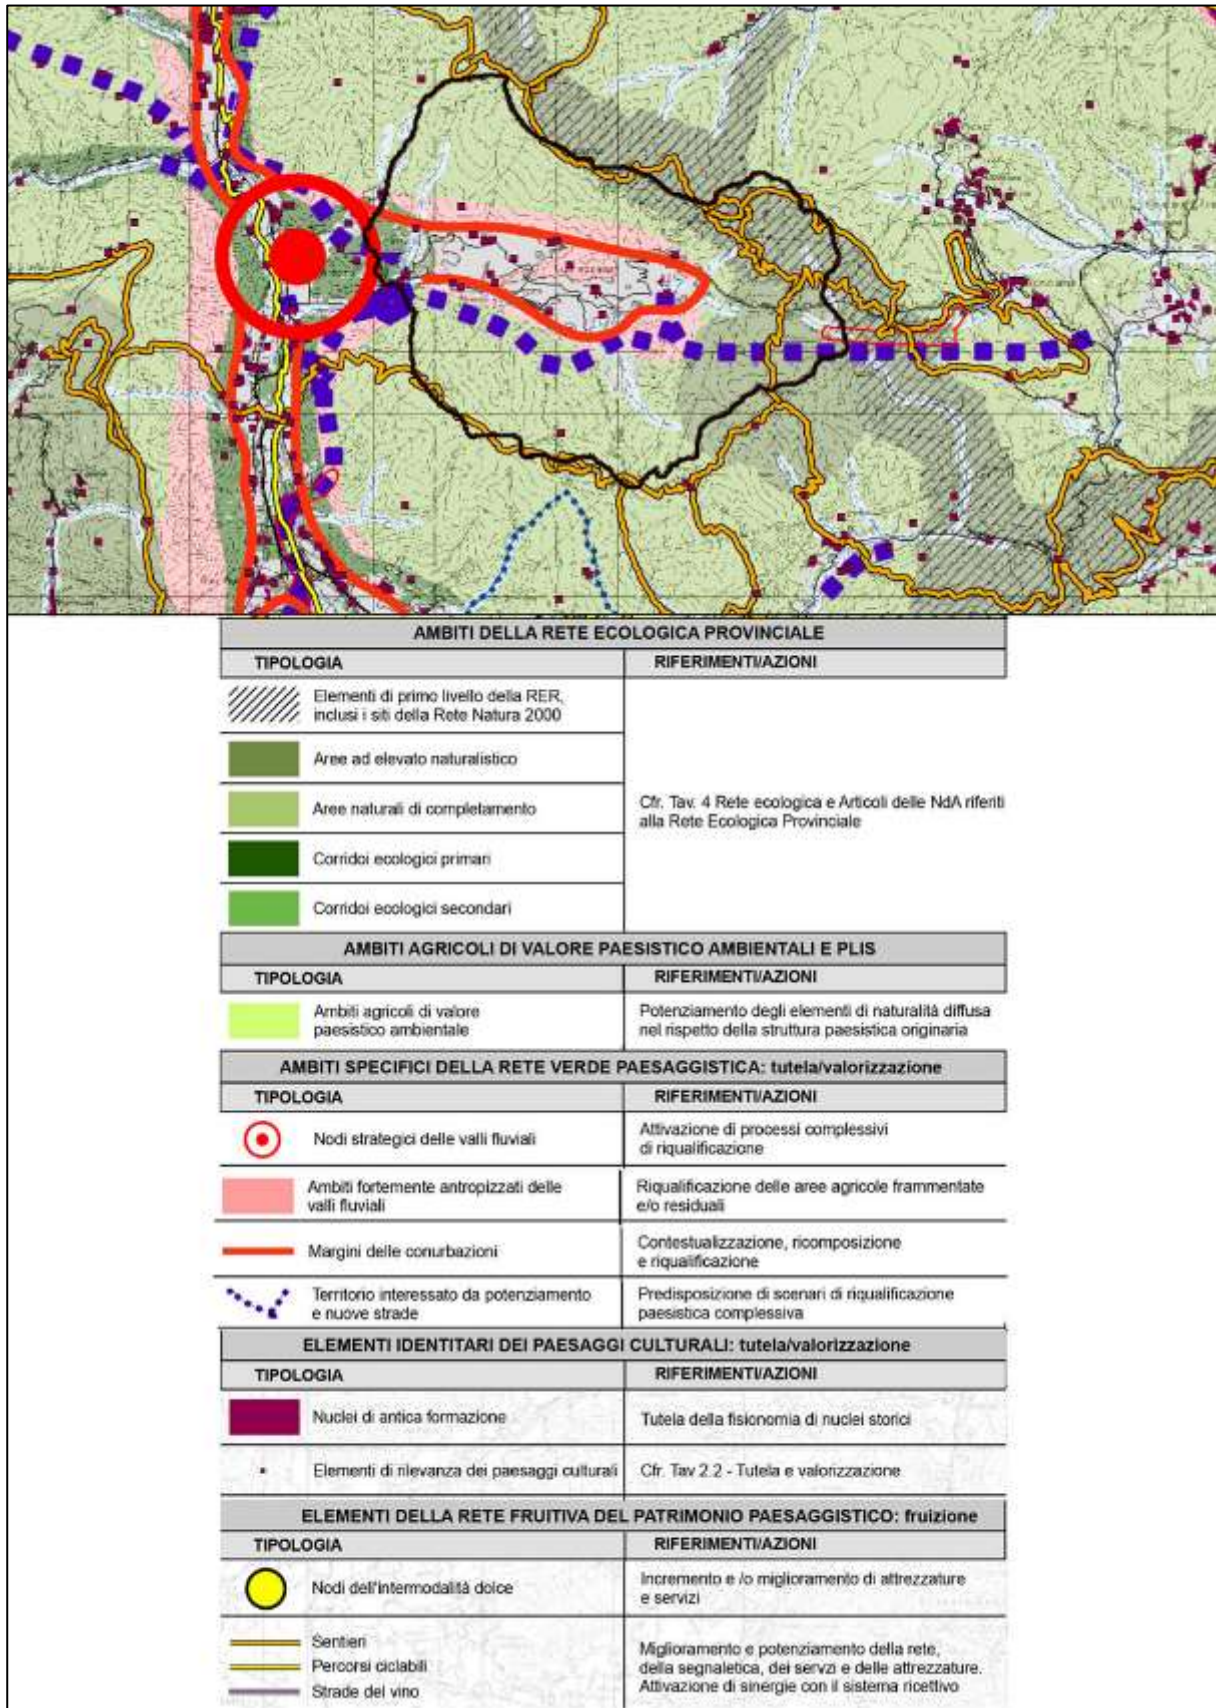 AMBITI DELLA RETE ECOLOGICA PROVINCIALE
TIPOLOGIA
RIFERIMENTI/AZIONI
Elementi di primo livello della RER,
inclusi i siti della Rete Natura 2000
Aree ad elevato naturalistico
Aree naturali di completamento
Corridoi ecologici primari
Corridoi ecologici secondari
Cfr. Tav. 4 Rete ecologica e Articoli delle NdA riferiti
alla Rete Ecologica Provinciale
AMBITI AGRICOLI DI VALORE PAESISTICO AMBIENTALI E PLIS
TIPOLOGIA
RIFERIMENTI/AZIONI
Ambiti agricoli di valore
paesistico ambientale
Potenziamento degli elementi di naturalità diffusa
nel rispetto della struttura paesistica originaria
AMBITI SPECIFICI DELLA RETE VERDE PAESAGGISTICA: tutela/valorizzazione
TIPOLOGIA
RIFERIMENTI/AZIONI
Nodi strategici delle valli fluviali
Attivazione di processi complessivi
di riqualificazione
Ambiti fortemente antropizzati delle
valli fluviali
Riqualificazione delle aree agricole frammentate
e/o residuali
Margini delle conurbazioni
Contestualizzazione, ricomposizione
e riqualificazione
Territorio interessato da potenziamento
e nuove strade
Predisposizione di scenari di riqualificazione
paesistica complessiva
ELEMENTI IDENTITARI DEI PAESAGGI CULTURALI: tutela/valorizzazione
TIPOLOGIA
RIFERIMENTI/AZIONI
Nuclei di antica formazione
Tutela della fisionomia di nuclei storici
Elementi di rilevanza dei paesaggi culturali
Cfr. Tav 2.2 - Tutela e valorizzazione
ELEMENTI DELLA RETE FRUITIVA DEL PATRIMONIO PAESAGGISTICO: fruizione
TIPOLOGIA
RIFERIMENTI/AZIONI
Nodi dell'intermodalità dolce
Incremento e /o miglioramento di attrezzature
e servizi
Sentieri
Percorsi ciclabili
Strade del vino
Miglioramento e potenziamento della rete,
della segnaletica, dei servzi e delle attrezzature.
Attivazione di sinergie con il sistema ricettivo